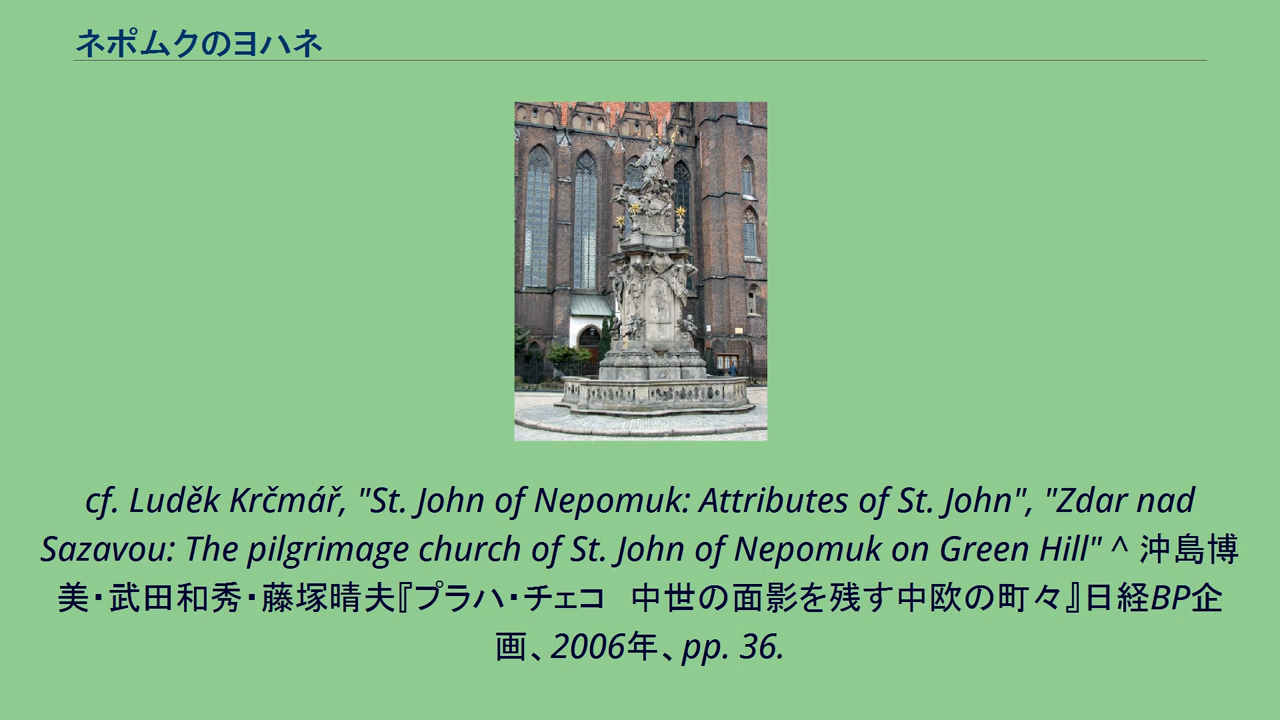 ネポムクのヨハネ
cf. Luděk Krčmář, "St. John of Nepomuk: Attributes of St. John", "Zdar nad
Sazavou: The pilgrimage church of St. John of Nepomuk on Green Hill" ^ 沖島博
美・武田和秀・藤塚晴夫『プラハ・チェコ　中世の面影を残す中欧の町々』日経BP企
画、2006年、pp. 36.